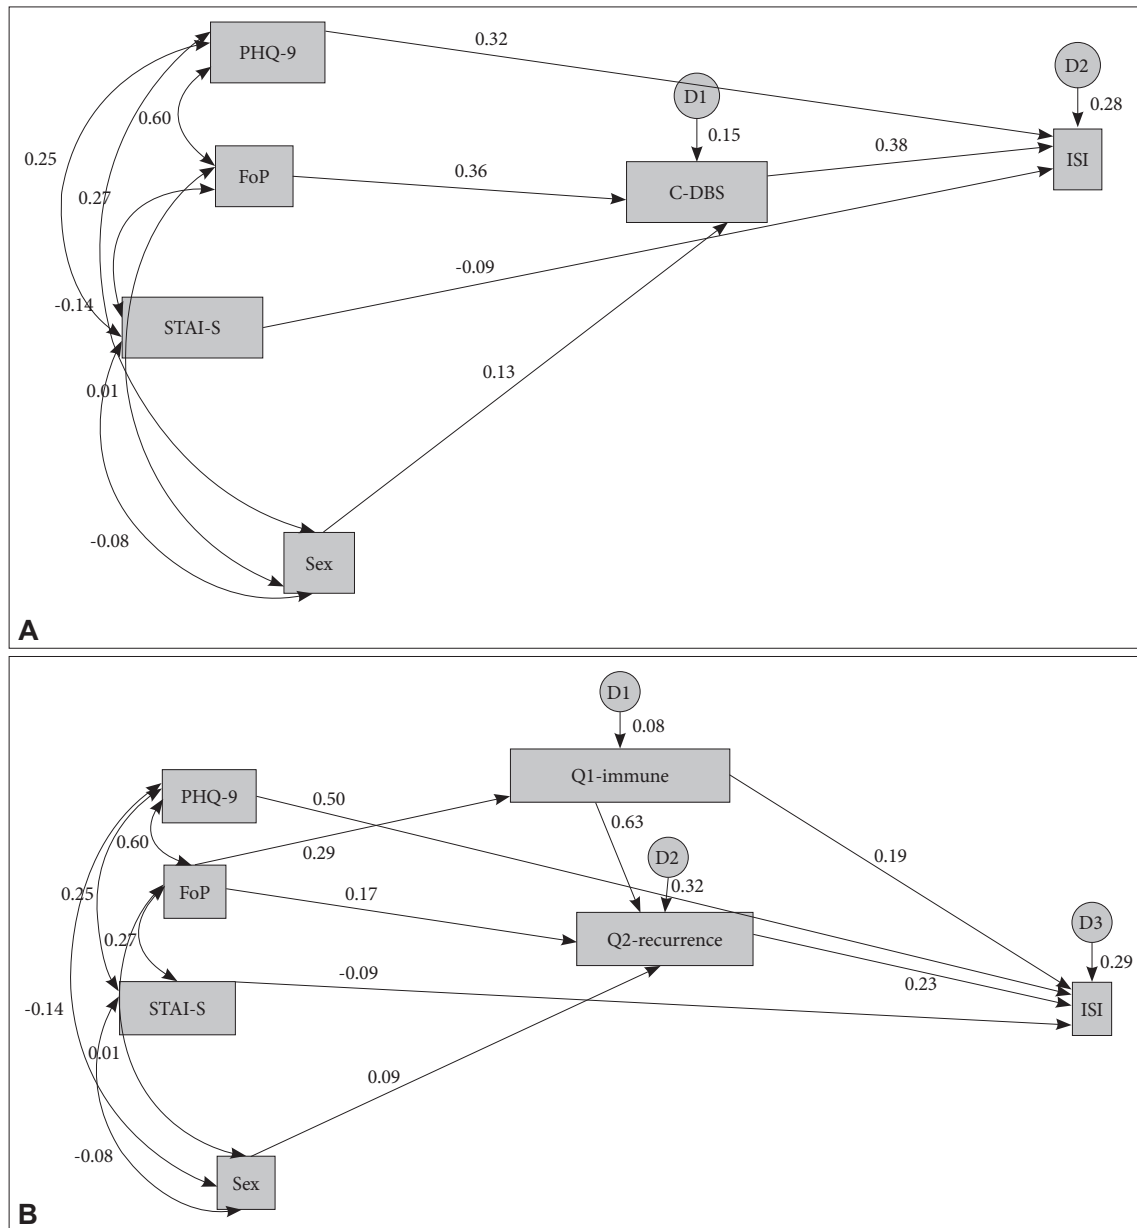 PHQ-9
0.32
D2
D1
0.28
0.60
0.15
0.38
0.25
ISI
FoP
0.36
C-DBS
0.27
-0.09
-0.14
STAI-S
0.13
0.01
-0.08
Sex
A
D1
0.08
Q1-immune
PHQ-9
0.50
0.63
0.60
0.29
D2
0.19
0.32
0.25
FoP
0.17
D3
0.27
Q2-recurrence
0.29
-0.09
0.23
-0.14
STAI-S
ISI
0.01
0.09
-0.08
Sex
B